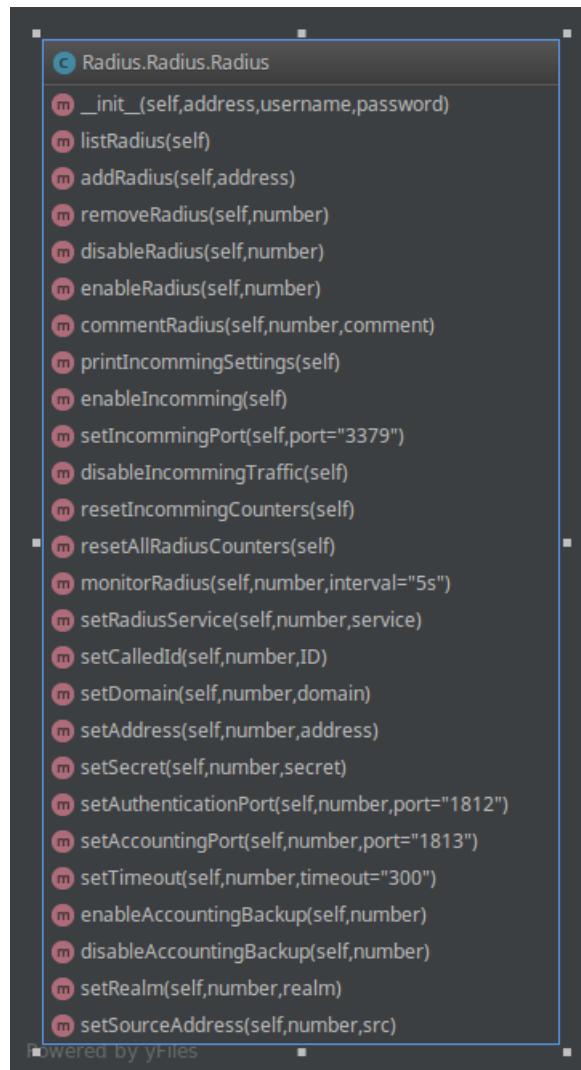 C Radius.Radius.Radius
m __init__(self,address,username,password)
m listRadius(self)
m addRadius(self,address)
m removeRadius(self,number)
m disableRadius(self,number)
m enableRadius(self,number)
m commentRadius(self,number,comment)
m printIncommingSettings(self)
m enableIncomming(self)
m setIncommingPort(self,port="3379")
m disableIncommingTraffic(self)
m resetIncommingCounters(self)
m resetAllRadiusCounters(self)
m monitorRadius(self,number,interval="5s")
m setRadiusService(self,number,service)
m setCalledId(self,number,ID)
m setDomain(self,number,domain)
m setAddress(self,number,address)
m setSecret(self,number,secret)
m setAuthenticationPort(self,number,port="1812")
m setAccountingPort(self,number,port="1813")
m setTimeout(self,number,timeout="300")
m enableAccountingBackup(self,number)
m disableAccountingBackup(self,number)
m setRealm(self,number,realm)
m setSourceAddress(self,number,src)
Powered by yFiles